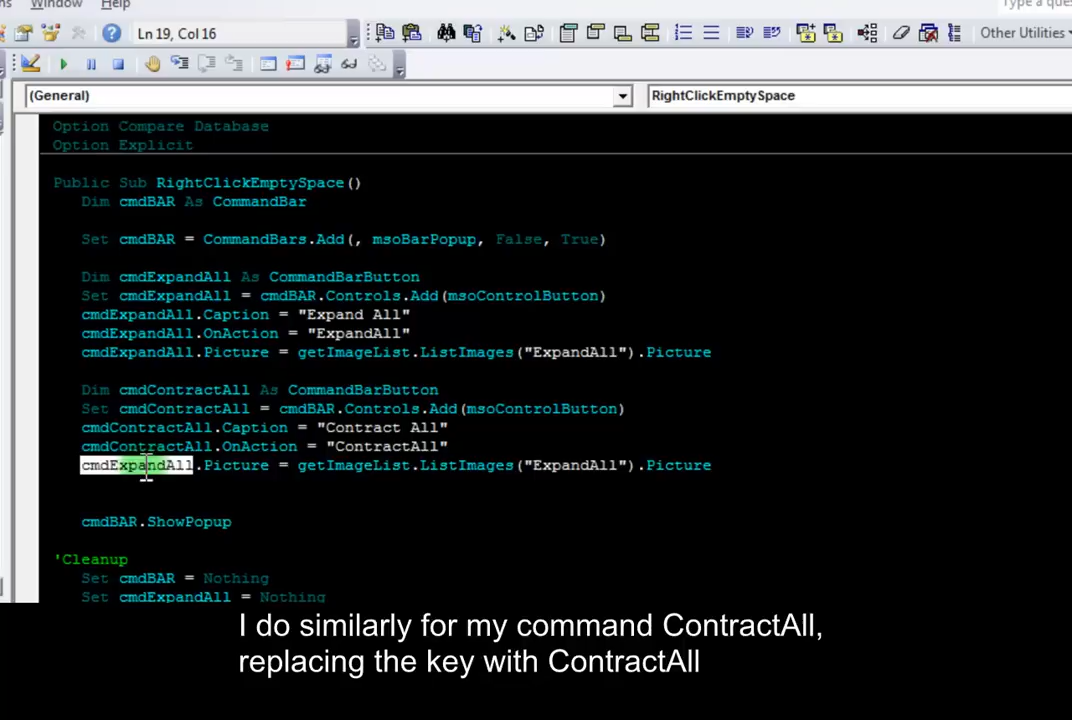 Window Help
Type a ques
Ln 19, Col 16
Other Utilities
(General)
RightClickEmptySpace
Option Compare Database
Option Explicit
Public Sub RightClickEmptySpace()
Dim cmdBAR As CommandBar
Set cmdBAR = CommandBars.Add(, msoBarPopup, False, True)
Dim cmdExpandAll As CommandBarButton
Set cmdExpandAll = cmdBAR.Controls.Add(msoControlButton)
cmdExpandAll.Caption = "Expand All"
cmdExpandAll.OnAction = "ExpandAll"
cmdExpandAll.Picture = getImageList.ListImages("ExpandAll").Picture
Dim cmdContractAll As CommandBarButton
Set cmdContractAll = cmdBAR.Controls.Add(msoControlButton)
cmdContractAll.Caption = "Contract All"
cmdContractAll.OnAction = "ContractAll"
cmdExpandAll.Picture = getImageList.ListImages("ExpandAll").Picture
cmdBAR.ShowPopup
'Cleanup
Set cmdBAR = Nothing
Set cmdExpandAll = Nothing
I do similarly for my command ContractAll,
replacing the key with ContractAll